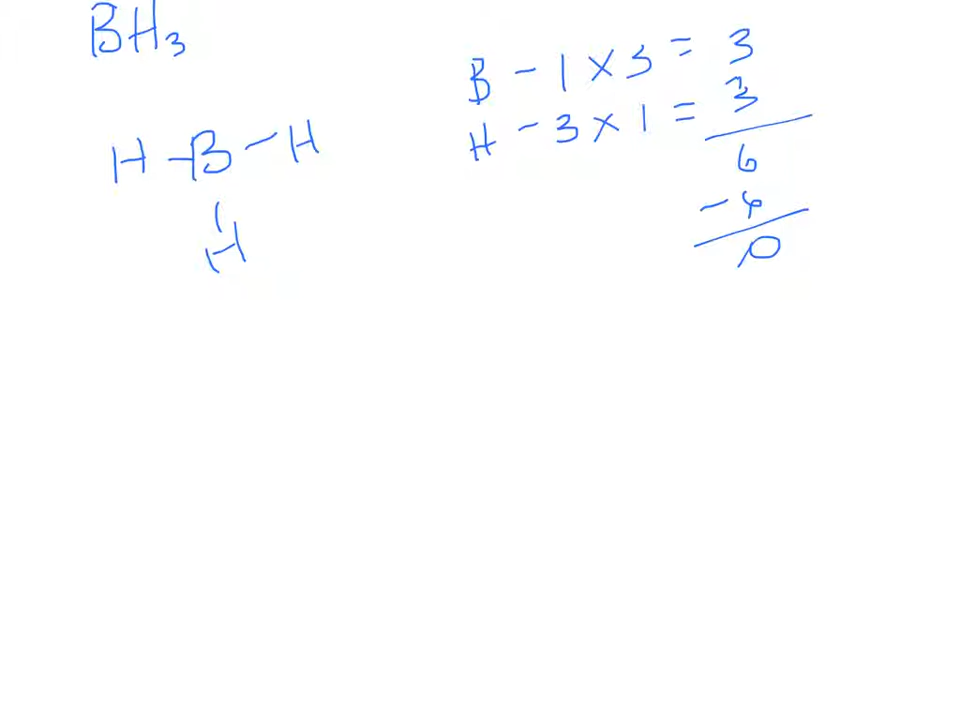 BH3
B - 1 × 3 = 3
H - 3 × 1 = 3
6
- 6
0
H - B - H
H